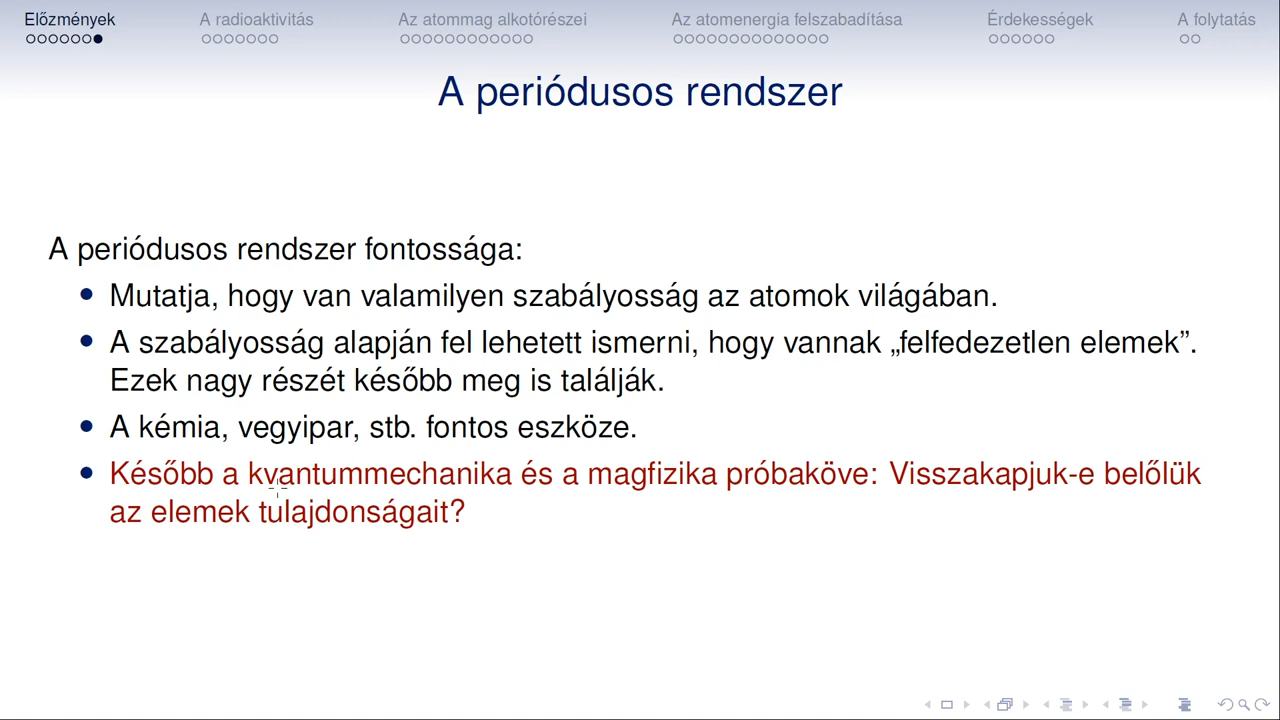 Előzmények A radioaktivitás Az atommag alkotórészei Az atomenergia felszabadítása Érdekességek A folytatás
A periódusos rendszer
A periódusos rendszer fontossága:
Mutatja, hogy van valamilyen szabályosság az atomok világában.
A szabályosság alapján fel lehetett ismerni, hogy vannak „felfedezetlen elemek”.
Ezek nagy részét később meg is találják.
A kémia, vegyipar, stb. fontos eszköze.
Később a kvantummechanika és a magfizika próbaköve: Visszakapjuk-e belőlük
az elemek tulajdonságait?